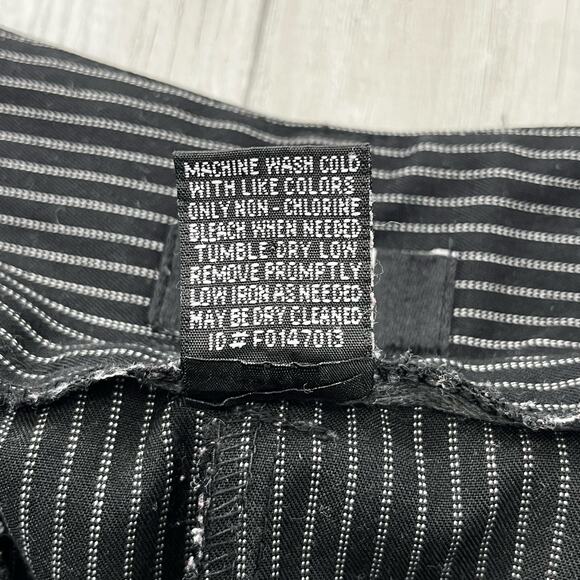 MACHINE WASH COLD
WITH LIKE COLORS
ONLY NON-CHLORINE
BLEACH WHEN NEEDED
TUMBLE DRY LOW
REMOVE PROMPTLY
LOW IRON AS NEEDED
MAY BE DRY CLEANED
ID# F0147013